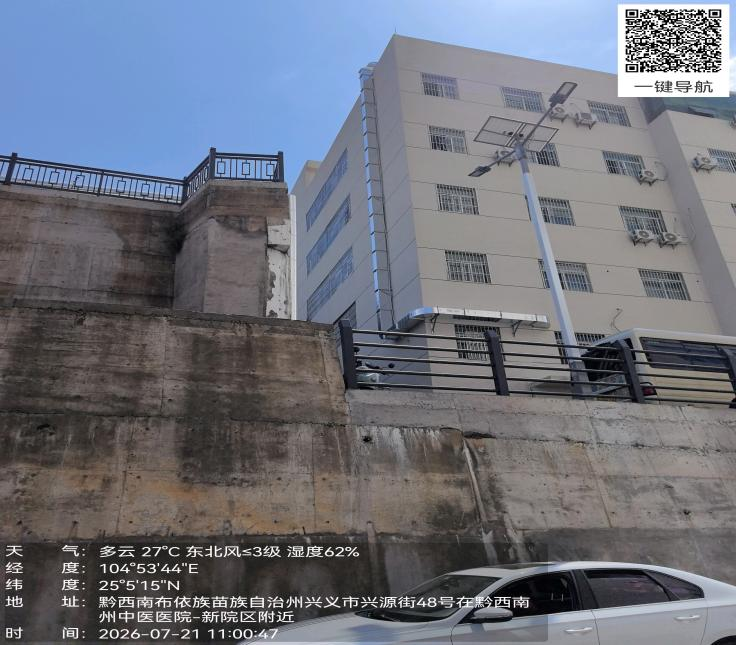 一键导航
天 气: 多云 27°C 东北风≤3级 湿度62%
经 度: 104°53'44"E
纬 度: 25°5'15"N
地 址: 黔西南布依族苗族自治州兴义市兴源街48号在黔西南
州中医医院-新院区附近
时 间: 2026-07-21 11:00:47